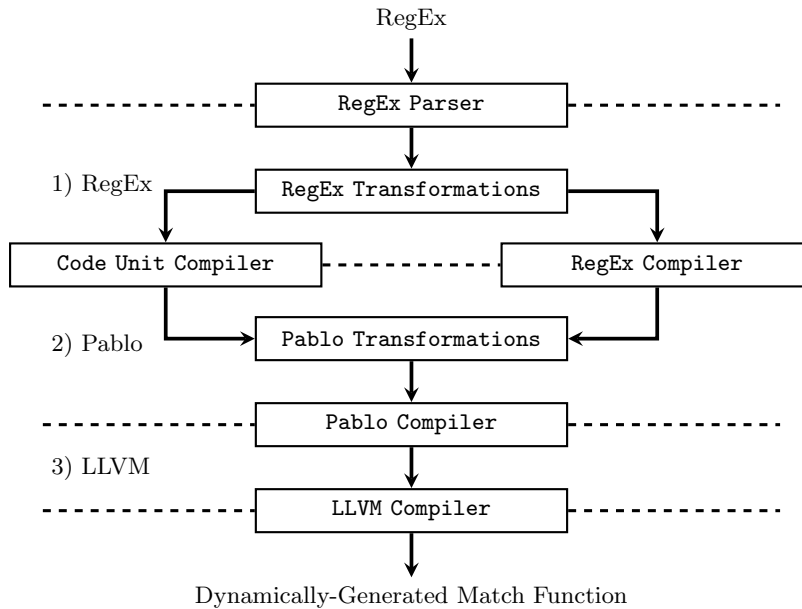 RegEx
RegEx Parser
1) RegEx
RegEx Transformations
Code Unit Compiler
RegEx Compiler
2) Pablo
Pablo Transformations
Pablo Compiler
3) LLVM
LLVM Compiler
Dynamically-Generated Match Function